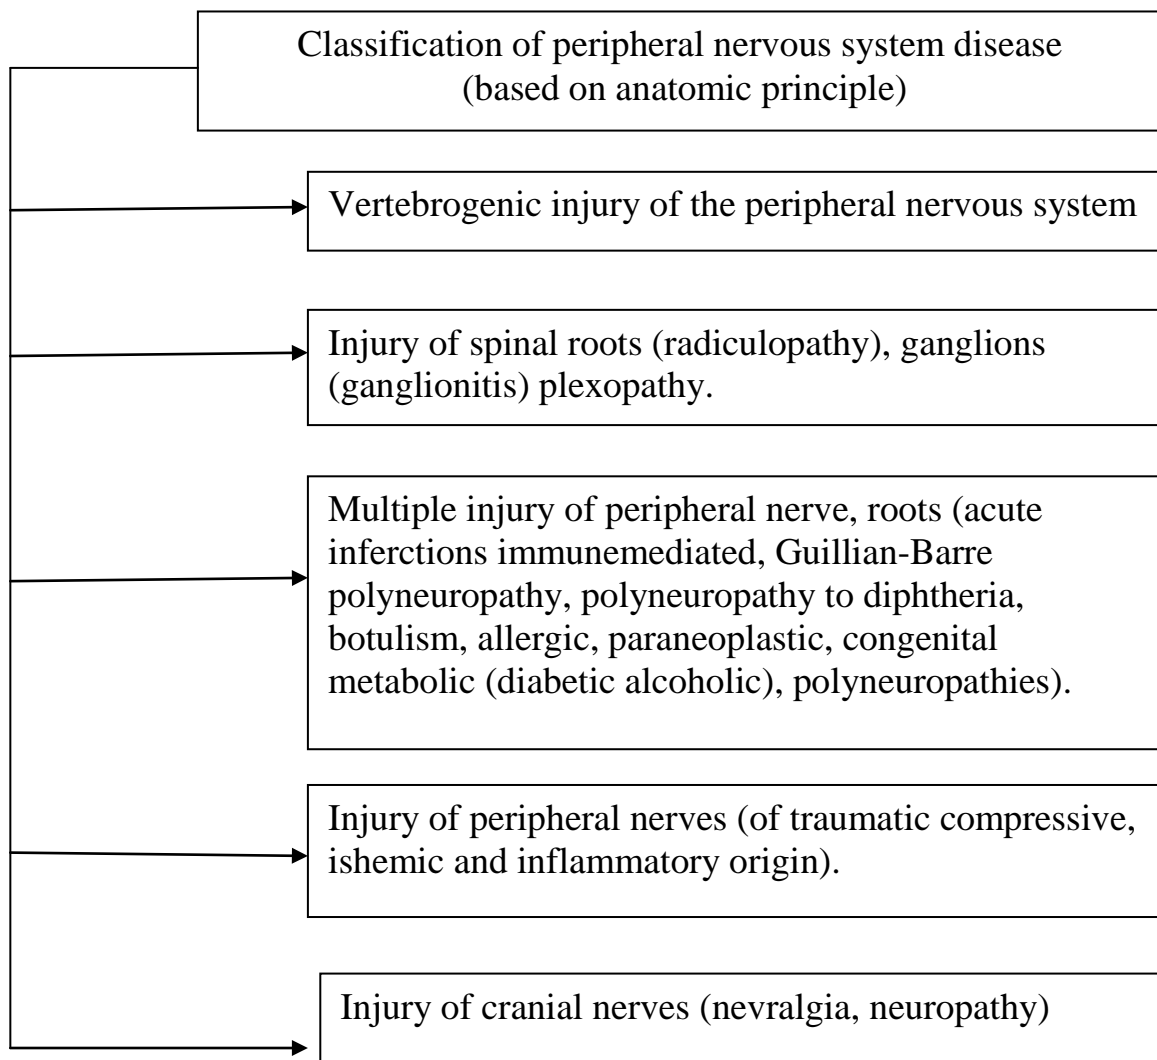 Classification of peripheral nervous system disease
(based on anatomic principle)
Vertebrogenic injury of the peripheral nervous system
Injury of spinal roots (radiculopathy), ganglions
(ganglionitis) plexopathy.
Multiple injury of peripheral nerve, roots (acute
inferctions immunemediated, Guillian-Barre
polyneuropathy, polyneuropathy to diphtheria,
botulism, allergic, paraneoplastic, congenital
metabolic (diabetic alcoholic), polyneuropathies).
Injury of peripheral nerves (of traumatic compressive,
ishemic and inflammatory origin).
Injury of cranial nerves (nevralgia, neuropathy)